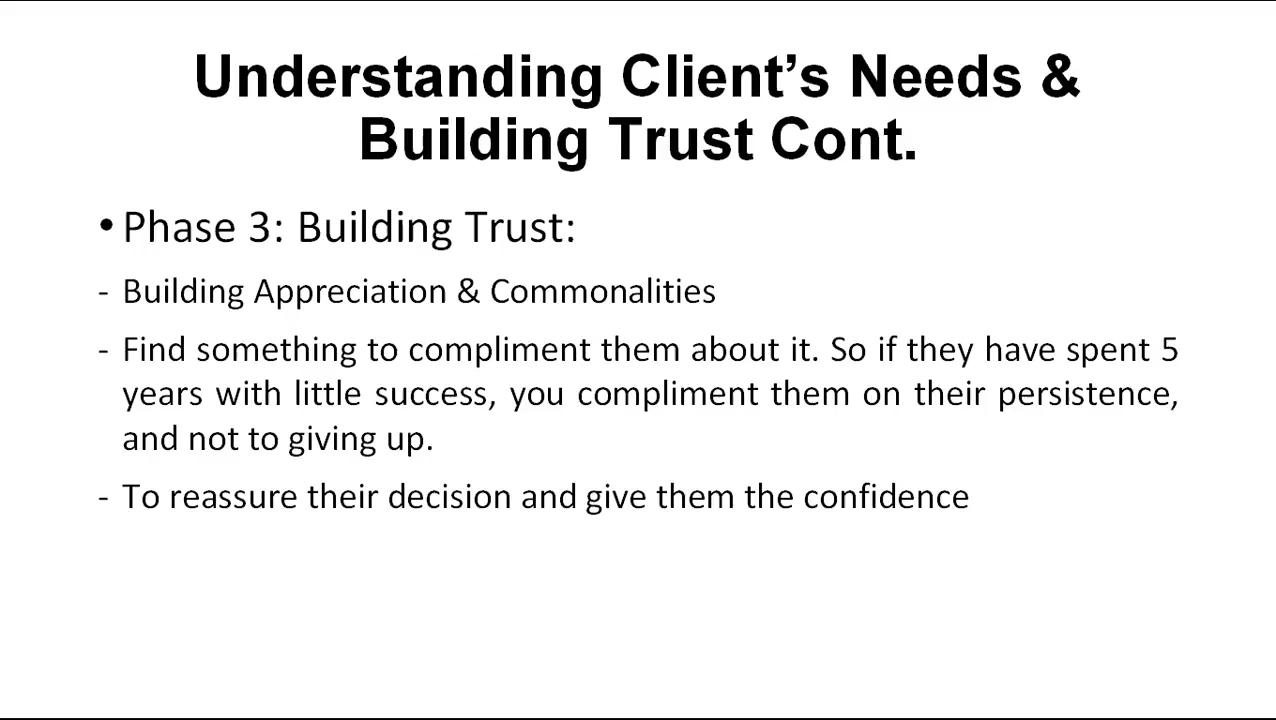 Understanding Client’s Needs &
Building Trust Cont.
• Phase 3: Building Trust:
- Building Appreciation & Commonalities
- Find something to compliment them about it. So if they have spent 5
years with little success, you compliment them on their persistence,
and not to giving up.
- To reassure their decision and give them the confidence